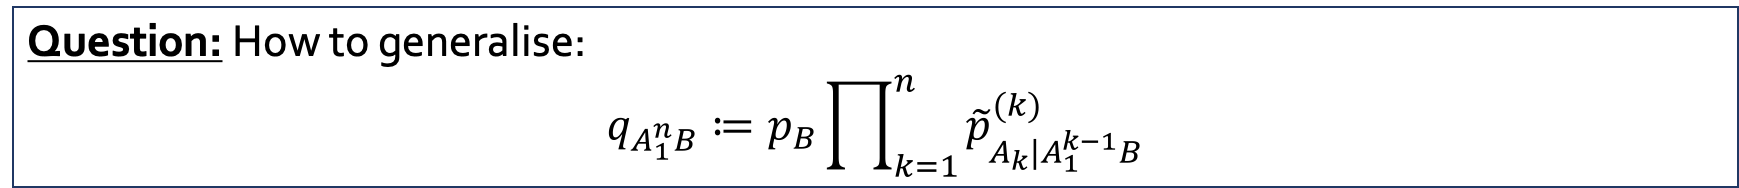 Question: How to generalise:
q_{A_1^n B} := p_B ∏_{k=1}^{n} p̃^{(k)}_{A_k|A_1^{k-1}B}